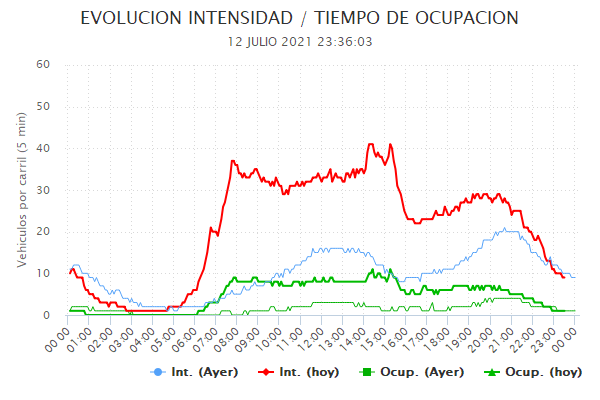 EVOLUCION INTENSIDAD / TIEMPO DE OCUPACION
12 JULIO 2021 23:36:03
Vehiculos por carril (5 min)
60
50
40
30
20
10
0
00:00 01:00 02:00 03:00 04:00 05:00 06:00 07:00 08:00 09:00 10:00 11:00 12:00 13:00 14:00 15:00 16:00 17:00 18:00 19:00 20:00 21:00 22:00 23:00 00:00
Int. (Ayer) Int. (hoy) Ocup. (Ayer) Ocup. (hoy)